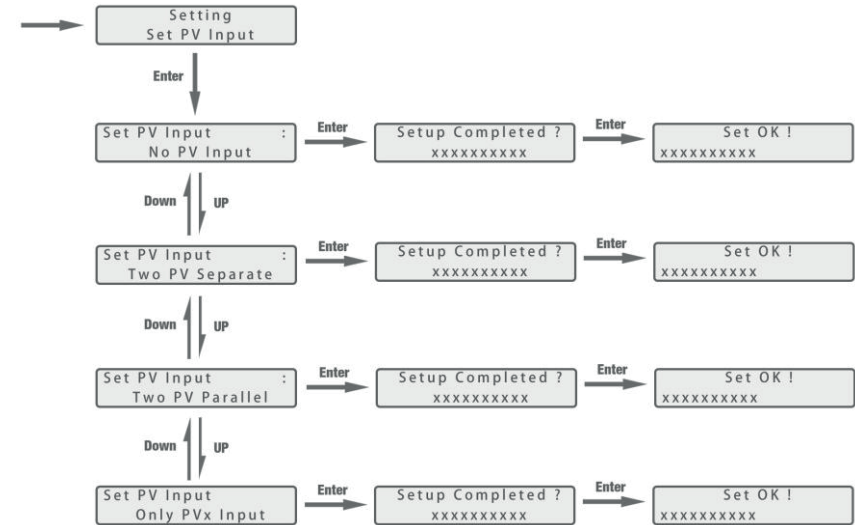 Setting
Set PV Input
Enter
Set PV Input :
No PV Input
Enter
Setup Completed ?
xxxxxxxxxx
Enter
Set OK !
xxxxxxxxxx
Down
UP
Set PV Input :
Two PV Separate
Enter
Setup Completed ?
xxxxxxxxxx
Enter
Set OK !
xxxxxxxxxx
Down
UP
Set PV Input :
Two PV Parallel
Enter
Setup Completed ?
xxxxxxxxxx
Enter
Set OK !
xxxxxxxxxx
Down
UP
Set PV Input
Only PVx Input
Enter
Setup Completed ?
xxxxxxxxxx
Enter
Set OK !
xxxxxxxxxx